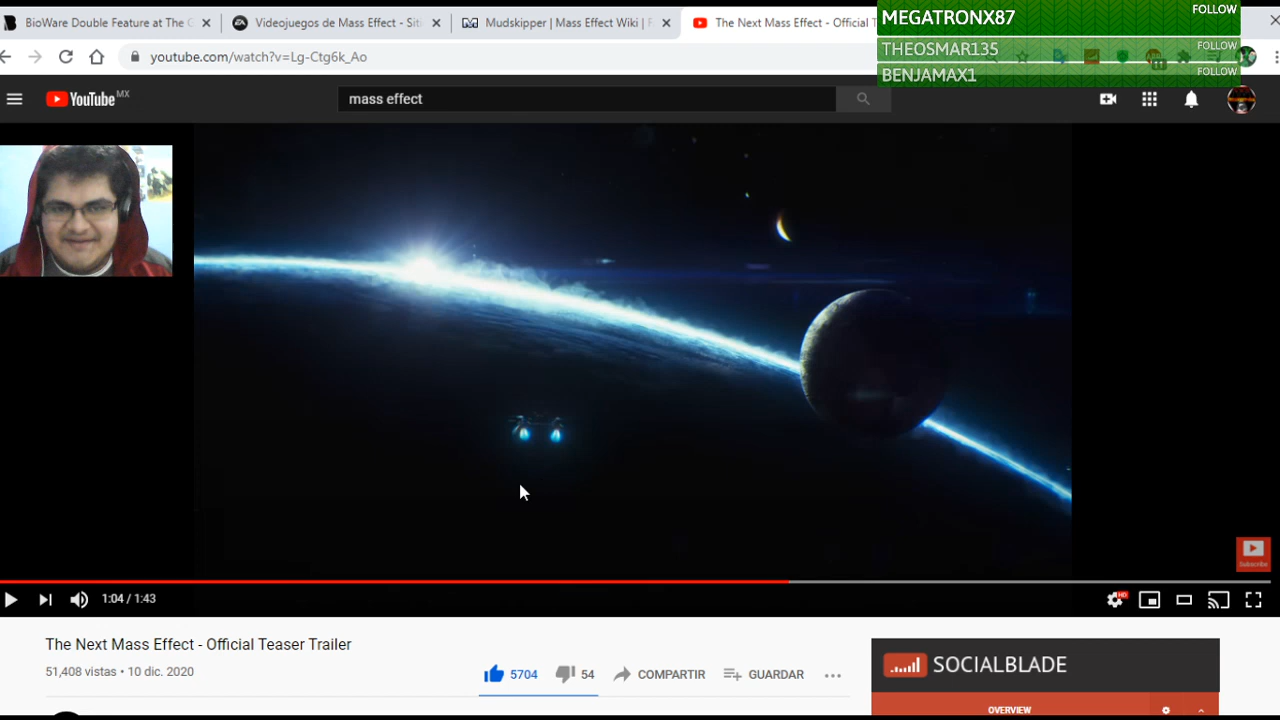 BioWare Double Feature at The G
Videojuegos de Mass Effect - Siti
Mudskipper | Mass Effect Wiki | F
The Next Mass Effect - Official T
MEGATRONX87
FOLLOW
THEOSMAR135
FOLLOW
BENJAMAX1
FOLLOW
youtube.com/watch?v=Lg-Ctg6k_Ao
11
YouTube MX
mass effect
Subscribe
1:04 / 1:43
HD
The Next Mass Effect - Official Teaser Trailer
51,408 vistas • 10 dic. 2020
5704
54
COMPARTIR
GUARDAR
SOCIALBLADE
OVERVIEW